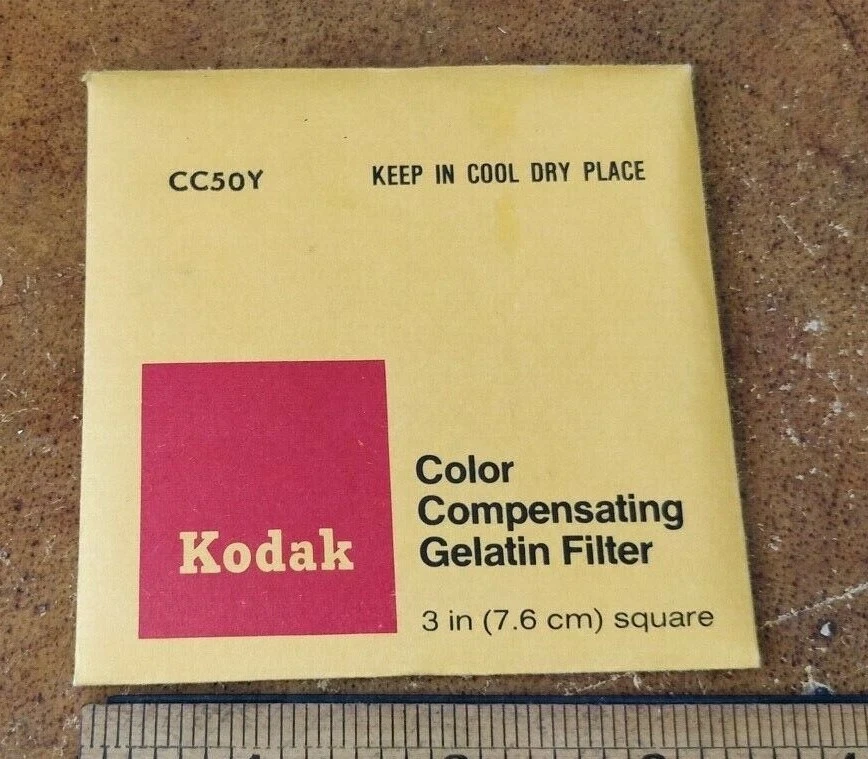 CC50Y
KEEP IN COOL DRY PLACE
Kodak
Color
Compensating
Gelatin Filter
3 in (7.6 cm) square